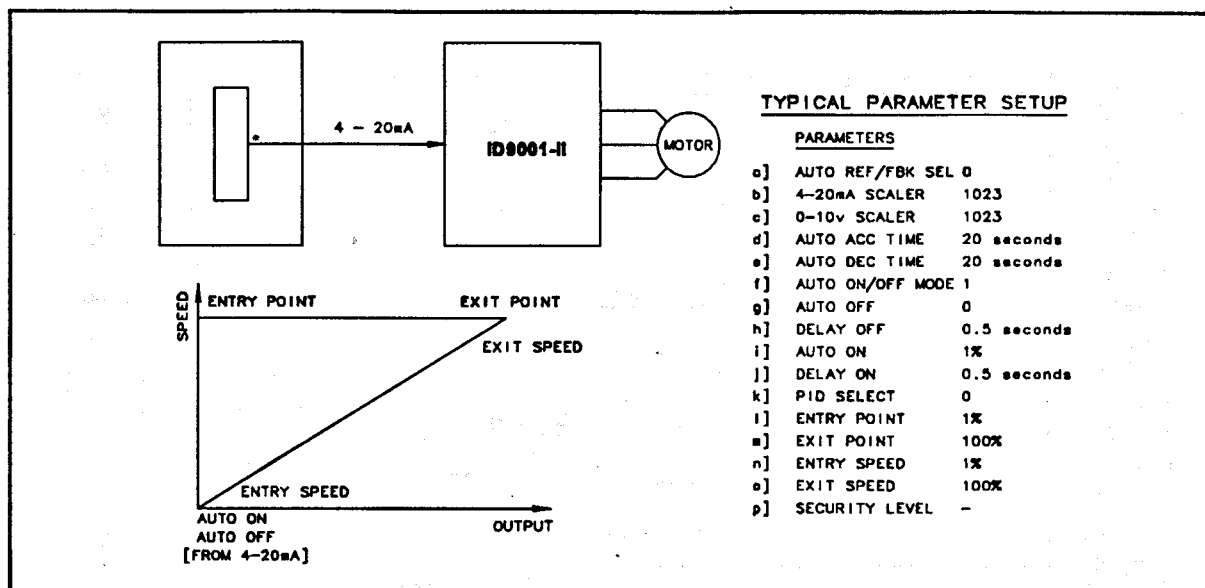 *
4 - 20mA
ID9001-II
MOTOR
SPEED
ENTRY POINT
EXIT POINT
EXIT SPEED
ENTRY SPEED
AUTO ON
AUTO OFF
[FROM 4-20mA]
OUTPUT
TYPICAL PARAMETER SETUP
PARAMETERS
a] AUTO REF/FBK SEL 0
b] 4-20mA SCALER 1023
c] 0-10v SCALER 1023
d] AUTO ACC TIME 20 seconds
e] AUTO DEC TIME 20 seconds
f] AUTO ON/OFF MODE 1
g] AUTO OFF 0
h] DELAY OFF 0.5 seconds
i] AUTO ON 1%
j] DELAY ON 0.5 seconds
k] PID SELECT 0
l] ENTRY POINT 1%
m] EXIT POINT 100%
n] ENTRY SPEED 1%
o] EXIT SPEED 100%
p] SECURITY LEVEL -